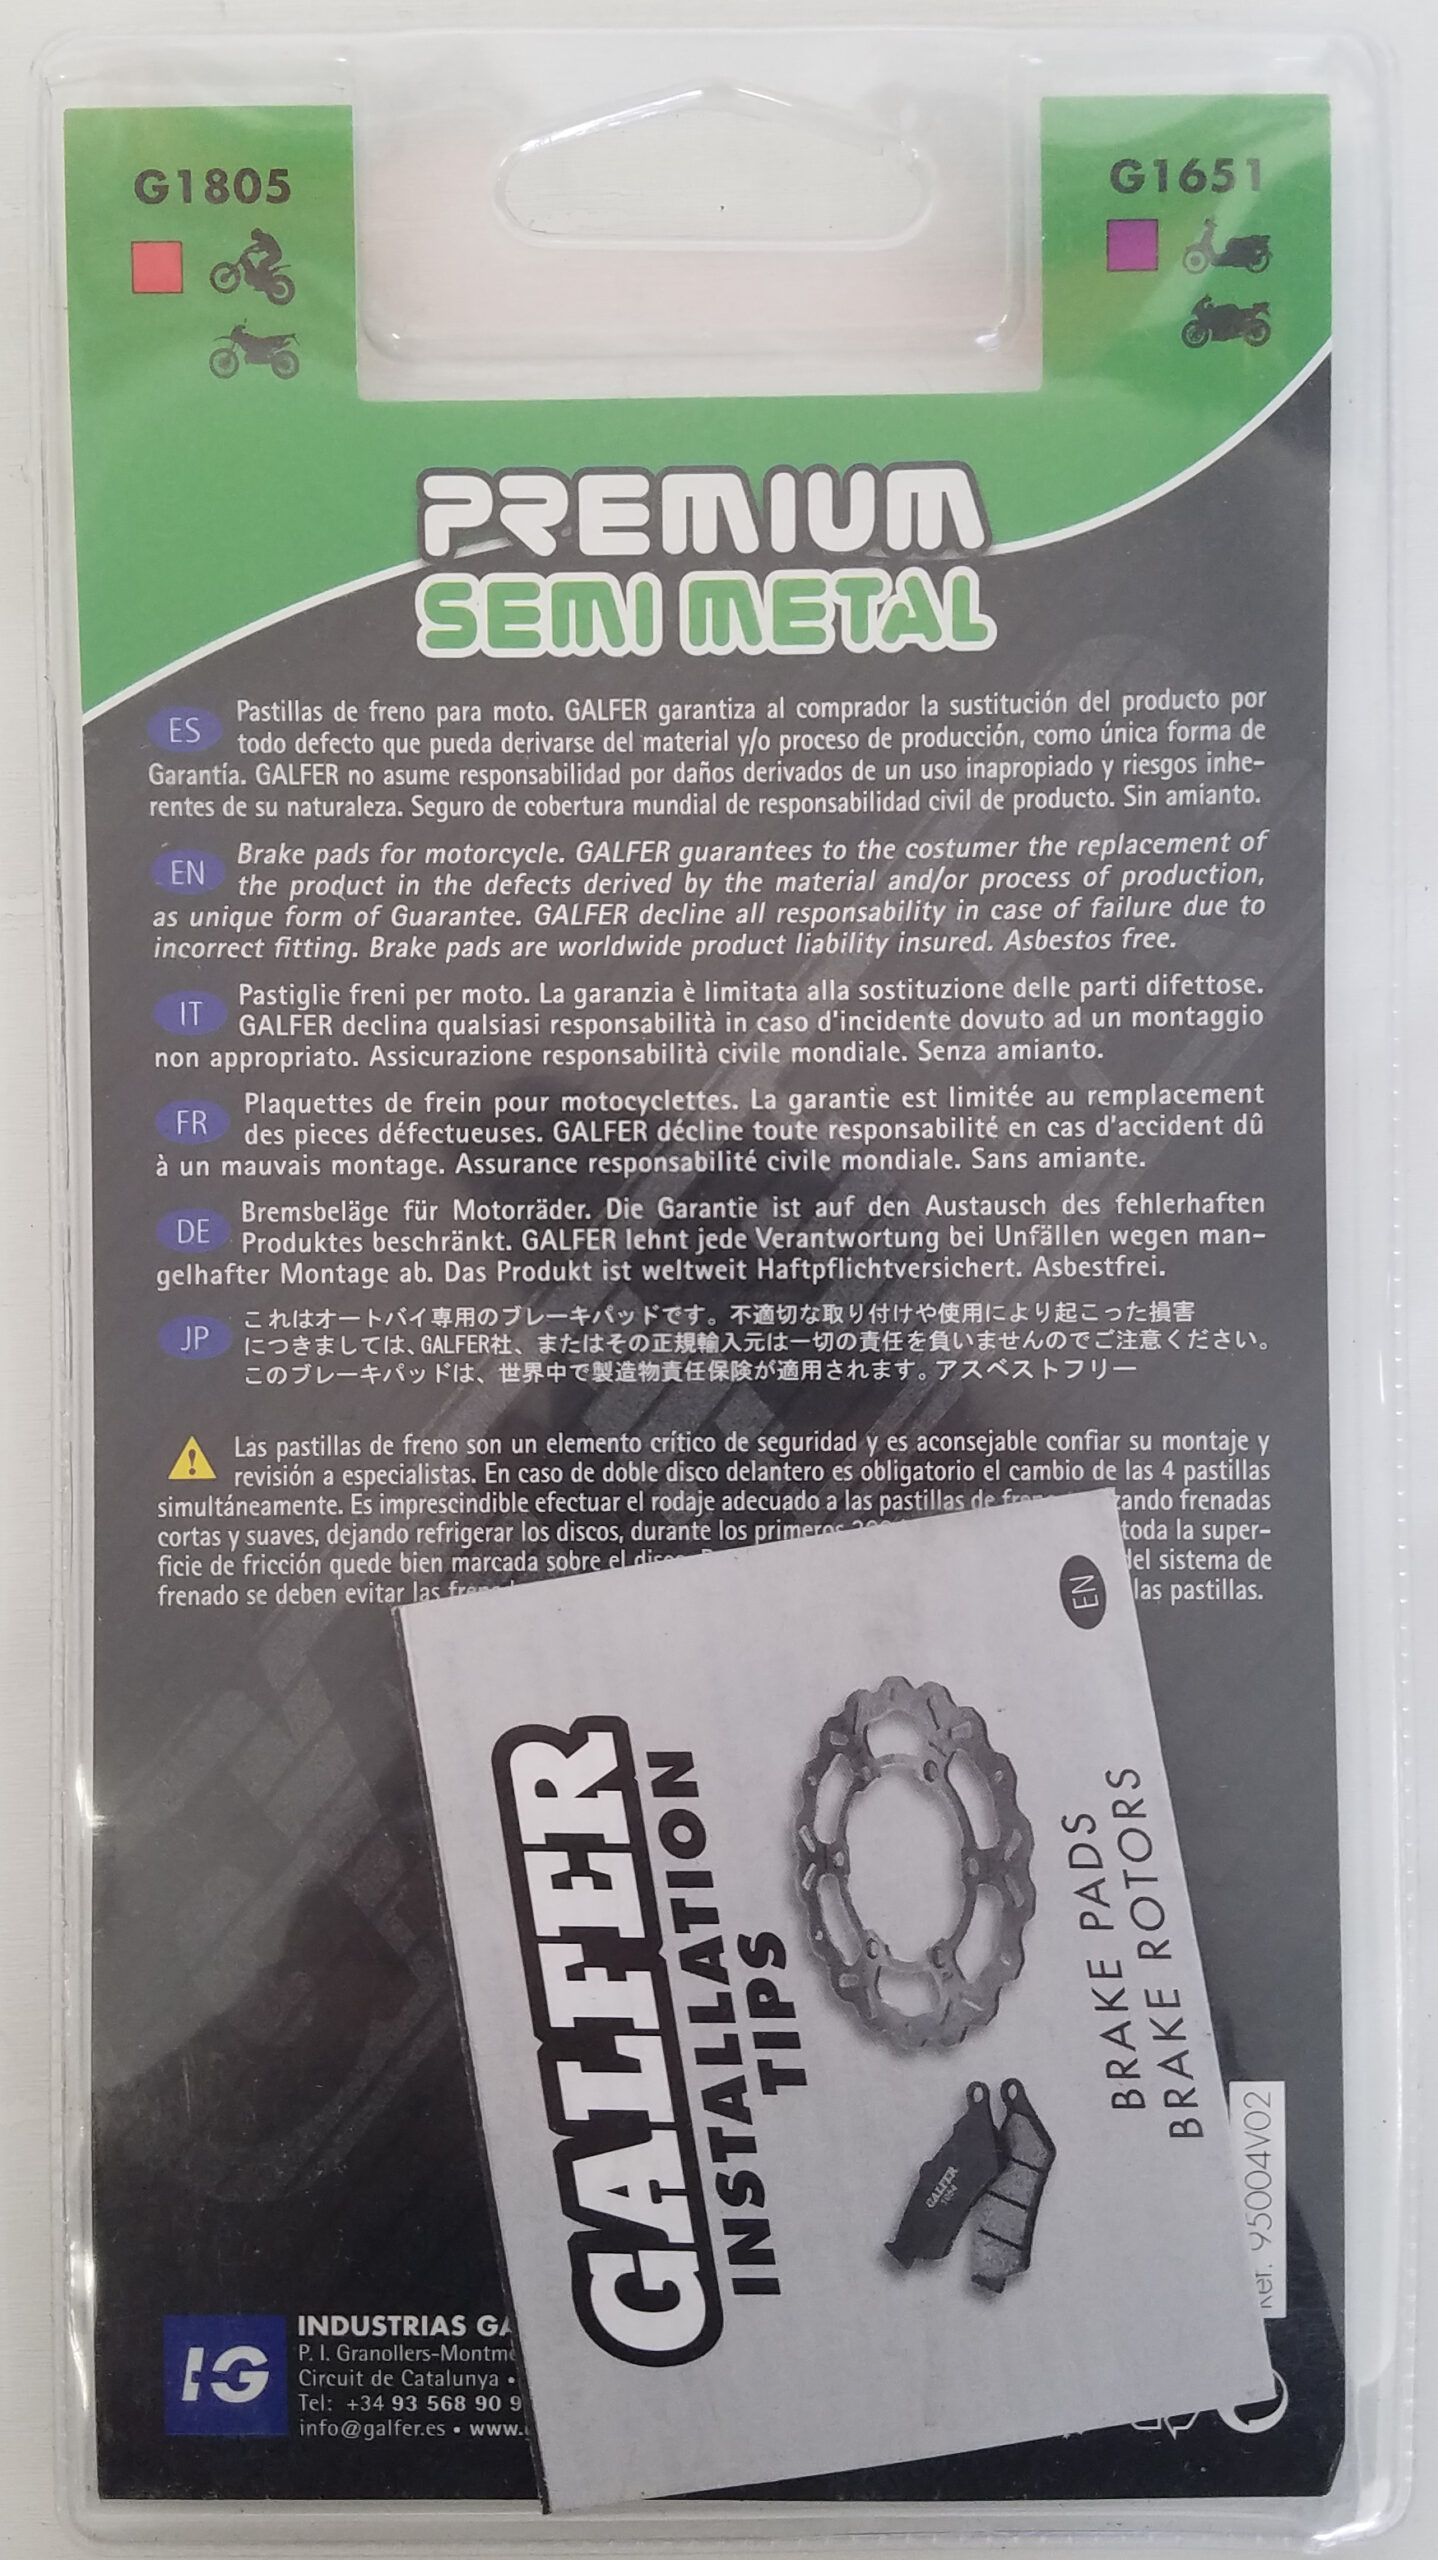 G1805
G1651
PREMIUM
SEMI METAL
ES Pastillas de freno para moto. GALFER garantiza al comprador la sustitución del producto por
todo defecto que pueda derivarse del material y/o proceso de producción, como única forma de
Garantía. GALFER no asume responsabilidad por daños derivados de un uso inapropiado y riesgos inhe-
rentes de su naturaleza. Seguro de cobertura mundial de responsabilidad civil de producto. Sin amianto.
EN Brake pads for motorcycle. GALFER guarantees to the costumer the replacement of
the product in the defects derived by the material and/or process of production,
as unique form of Guarantee. GALFER decline all responsability in case of failure due to
incorrect fitting. Brake pads are worldwide product liability insured. Asbestos free.
IT Pastiglie freni per moto. La garanzia è limitata alla sostituzione delle parti difettose.
GALFER declina qualsiasi responsabilità in caso d'incidente dovuto ad un montaggio
non appropriato. Assicurazione responsabilità civile mondiale. Senza amianto.
FR Plaquettes de frein pour motocyclettes. La garantie est limitée au remplacement
des pieces défectueuses. GALFER décline toute responsabilité en cas d'accident dû
à un mauvais montage. Assurance responsabilité civile mondiale. Sans amiante.
DE Bremsbeläge für Motorräder. Die Garantie ist auf den Austausch des fehlerhaften
Produktes beschränkt. GALFER lehnt jede Verantwortung bei Unfällen wegen man-
gelhafter Montage ab. Das Produkt ist weltweit Haftpflichtversichert. Asbestfrei.
JP これはオートバイ専用のブレーキパッドです。不適切な取り付けや使用により起こった損害
につきましては、GALFER社、またはその正規輸入元は一切の責任を負いませんのでご注意ください。
このブレーキパッドは、世界中で製造物責任保険が適用されます。アスベストフリー
Las pastillas de freno son un elemento crítico de seguridad y es aconsejable confiar su montaje y
revisión a especialistas. En caso de doble disco delantero es obligatorio el cambio de las 4 pastillas
simultáneamente. Es imprescindible efectuar el rodaje adecuado a las pastillas de frenadas
cortas y suaves, dejando refrigerar los discos, durante los primeros toda la super-
ficie de fricción quede bien marcada sobre el del sistema de
frenado se deben evitar las las pastillas.
EN
GALFER
INSTALLATION
TIPS
GALFER
BRAKE PADS
BRAKE ROTORS
Ref. 95004V02
IG
INDUSTRIAS
P. I. Granollers-
Circuit de Catalunya •
Tel: +34 93 568 90 9
info@galfer.es • www.